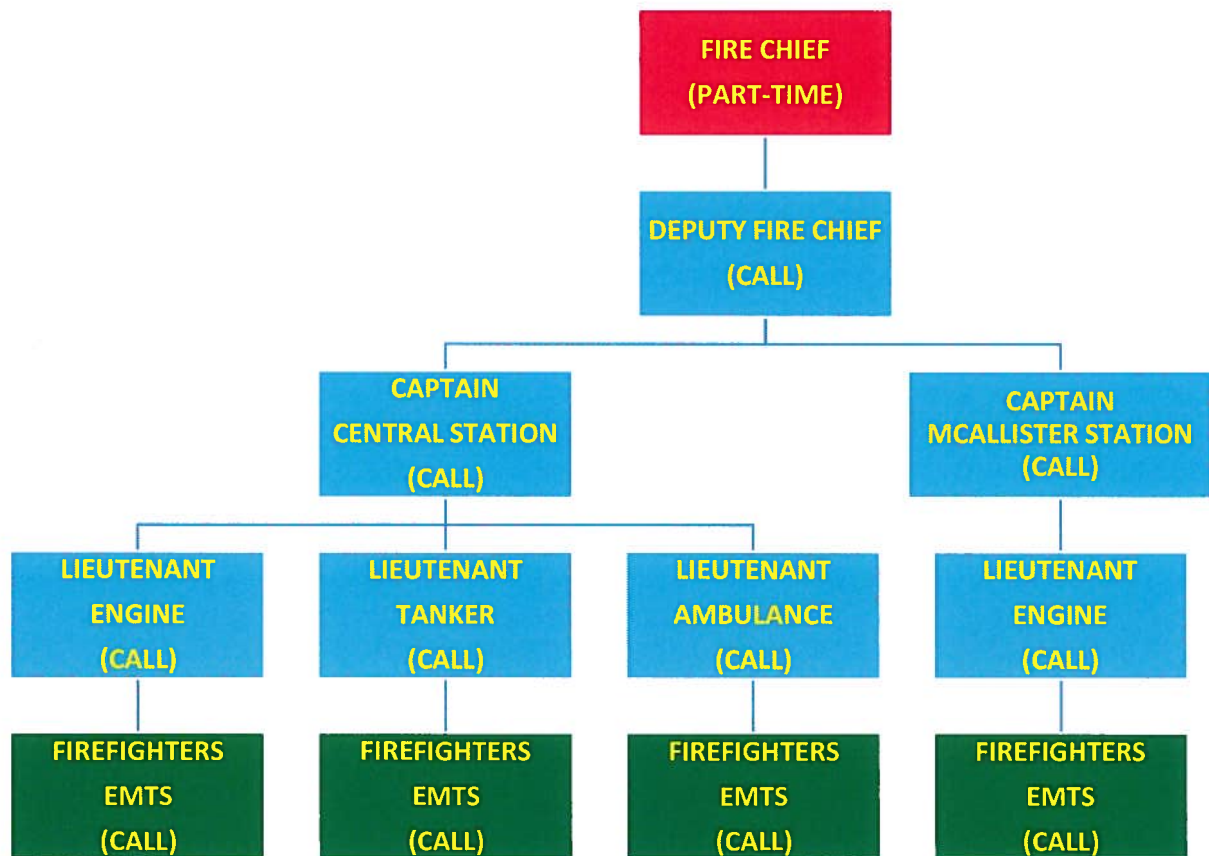 FIRE CHIEF
(PART-TIME)
DEPUTY FIRE CHIEF
(CALL)
CAPTAIN
CENTRAL STATION
(CALL)
CAPTAIN
MCALLISTER STATION
(CALL)
LIEUTENANT
ENGINE
(CALL)
LIEUTENANT
TANKER
(CALL)
LIEUTENANT
AMBULANCE
(CALL)
LIEUTENANT
ENGINE
(CALL)
FIREFIGHTERS
EMTS
(CALL)
FIREFIGHTERS
EMTS
(CALL)
FIREFIGHTERS
EMTS
(CALL)
FIREFIGHTERS
EMTS
(CALL)